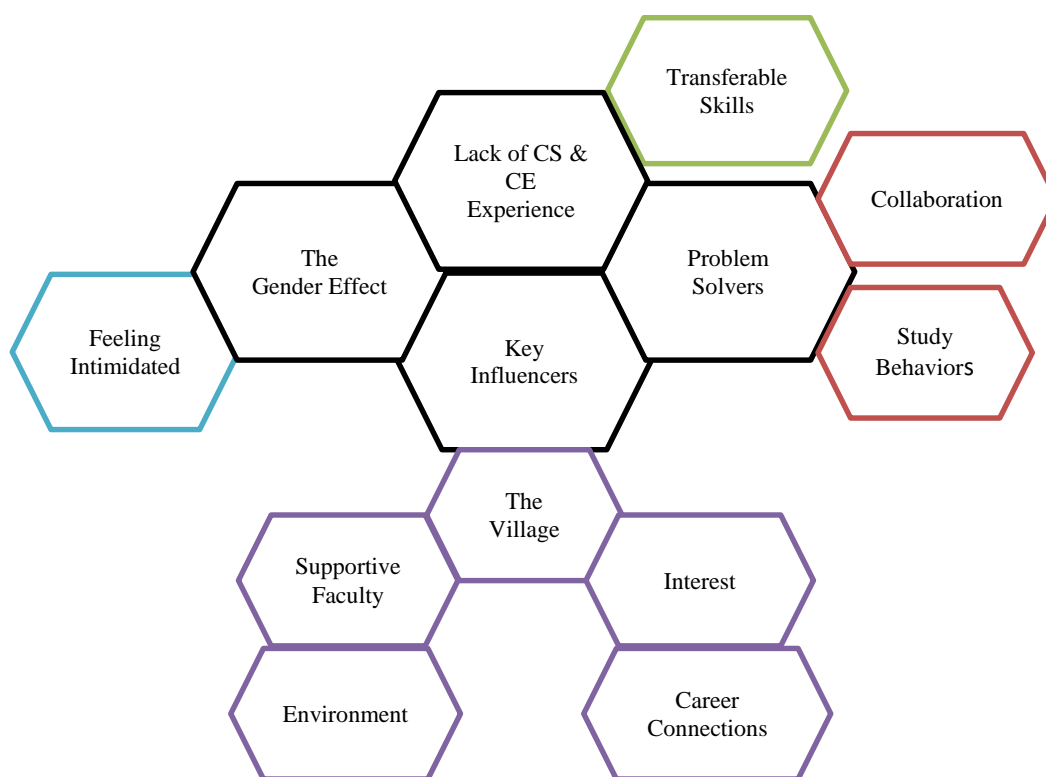 Transferable
Skills
Lack of CS &
CE
Experience
Collaboration
The
Gender Effect
Problem
Solvers
Feeling
Intimidated
Key
Influencers
Study
Behaviors
The
Village
Supportive
Faculty
Interest
Environment
Career
Connections